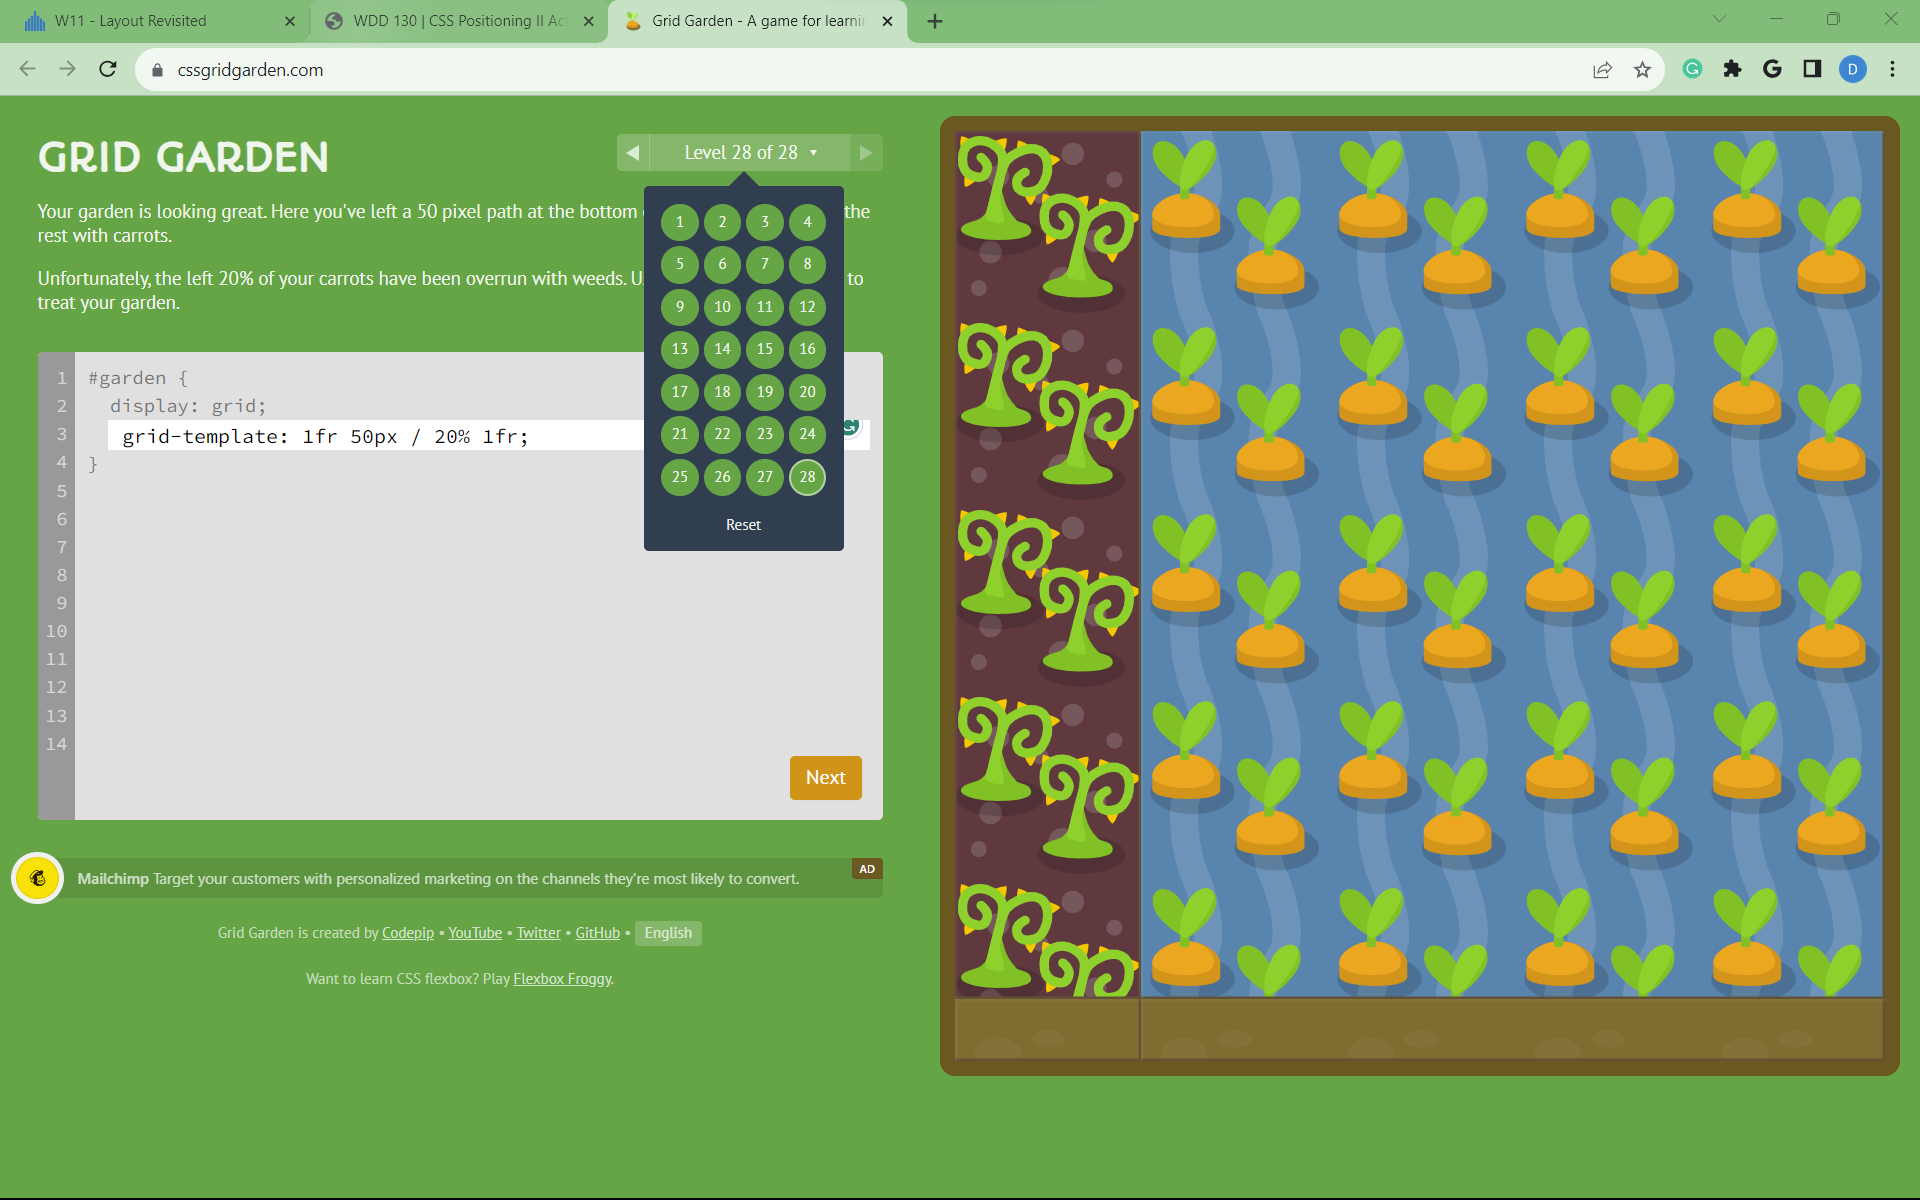 W11 - Layout Revisited
WDD 130 | CSS Positioning II Ac
Grid Garden - A game for learnin
cssgridgarden.com
D
GRID GARDEN
Level 28 of 28
Your garden is looking great. Here you've left a 50 pixel path at the bottom
the
rest with carrots.
Unfortunately, the left 20% of your carrots have been overrun with weeds. U
to
treat your garden.
1 2 3 4
5 6 7 8
9 10 11 12
13 14 15 16
17 18 19 20
21 22 23 24
25 26 27 28
Reset
1 #garden {
2 display: grid;
3 grid-template: 1fr 50px / 20% 1fr;
4 }
5
6
7
8
9
10
11
12
13
14
Next
Mailchimp Target your customers with personalized marketing on the channels they're most likely to convert.
AD
Grid Garden is created by Codepip • YouTube • Twitter • GitHub • English
Want to learn CSS flexbox? Play Flexbox Froggy.